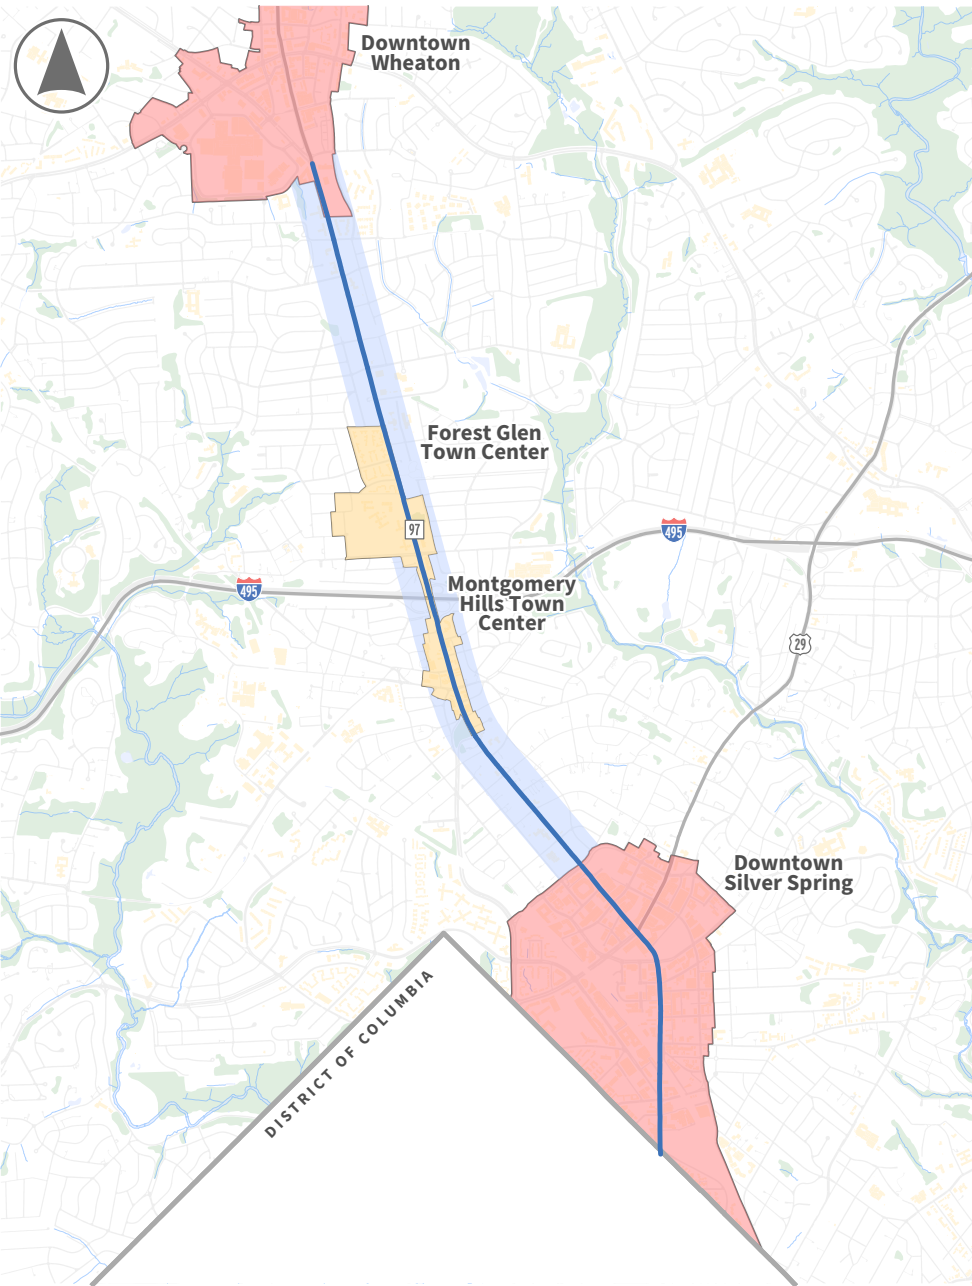 Downtown
Wheaton
Forest Glen
Town Center
97
495
495
Montgomery
Hills Town
Center
29
Downtown
Silver Spring
DISTRICT OF COLUMBIA